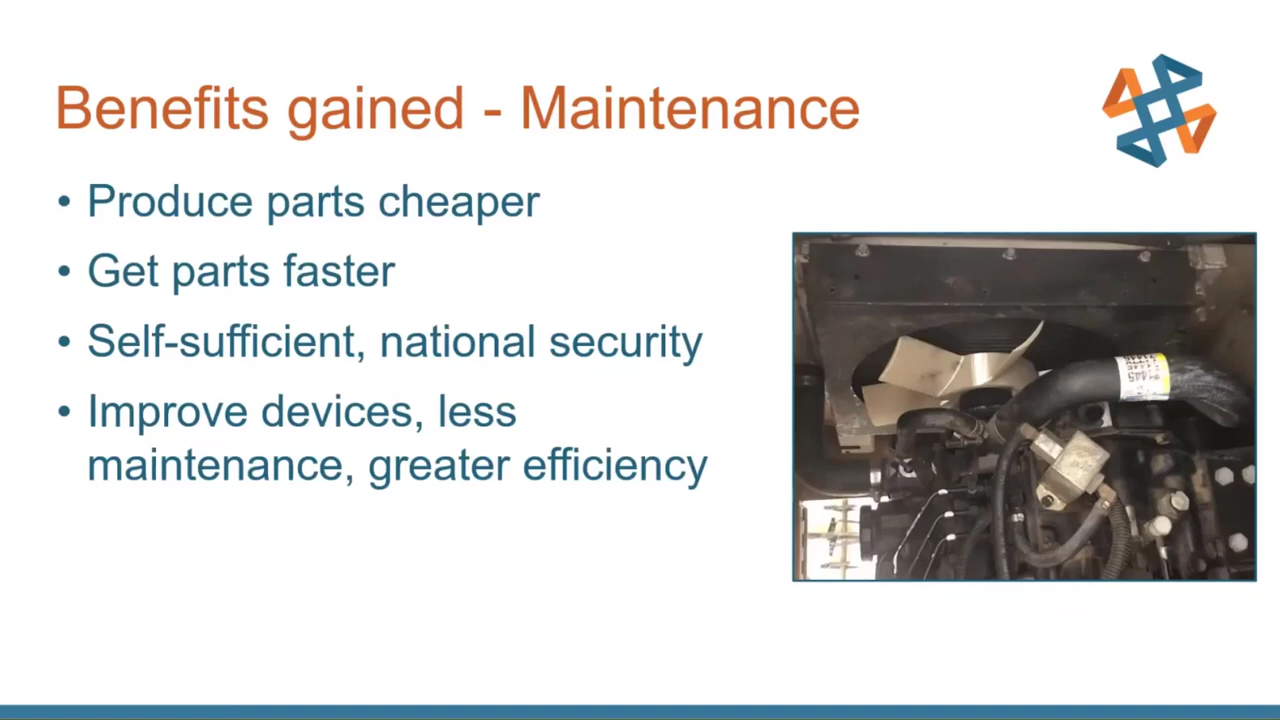 Benefits gained - Maintenance
• Produce parts cheaper
• Get parts faster
• Self-sufficient, national security
• Improve devices, less
maintenance, greater efficiency